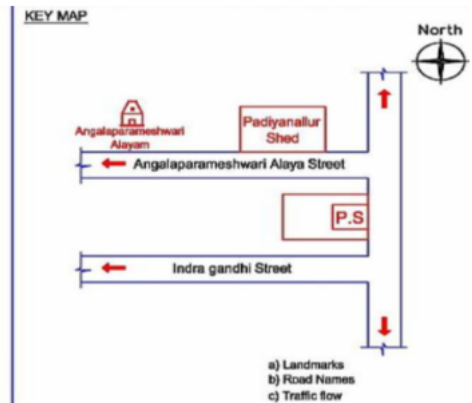 KEY MAP
North
Angalaparameshwari
Alayam
Padiyanallur
Shed
Angalaparameshwari Alaya Street
P.S
Indra gandhi Street
a) Landmarks
b) Road Names
c) Traffic flow